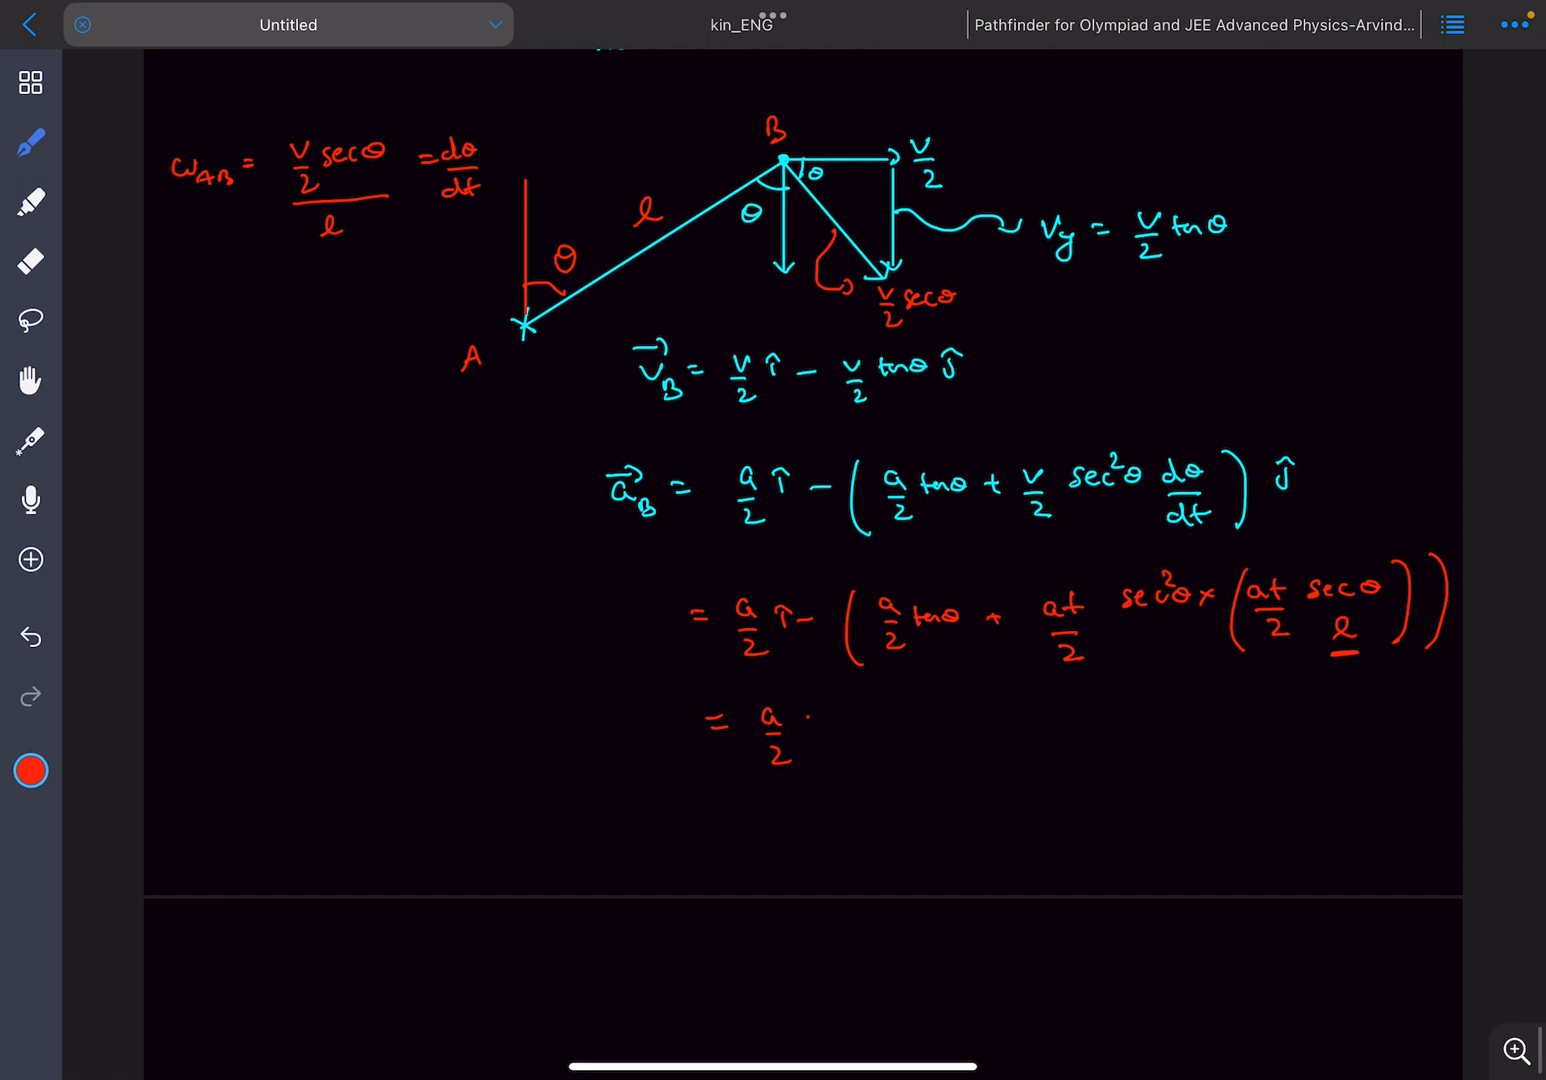 Untitled
kin_ENG
Pathfinder for Olympiad and JEE Advanced Physics-Arvind...
ω_AB = (v/2 secθ)/l = dθ/dt
B
v/2
θ
θ
l
θ
v_y = v/2 tanθ
v/2 secθ
A
v⃗_B = v/2 î − v/2 tanθ ĵ
a⃗_B = a/2 î − (a/2 tanθ + v/2 sec²θ dθ/dt) ĵ
= a/2 î − (a/2 tanθ + at/2 sec²θ × (at/2 secθ/l))
= a/2